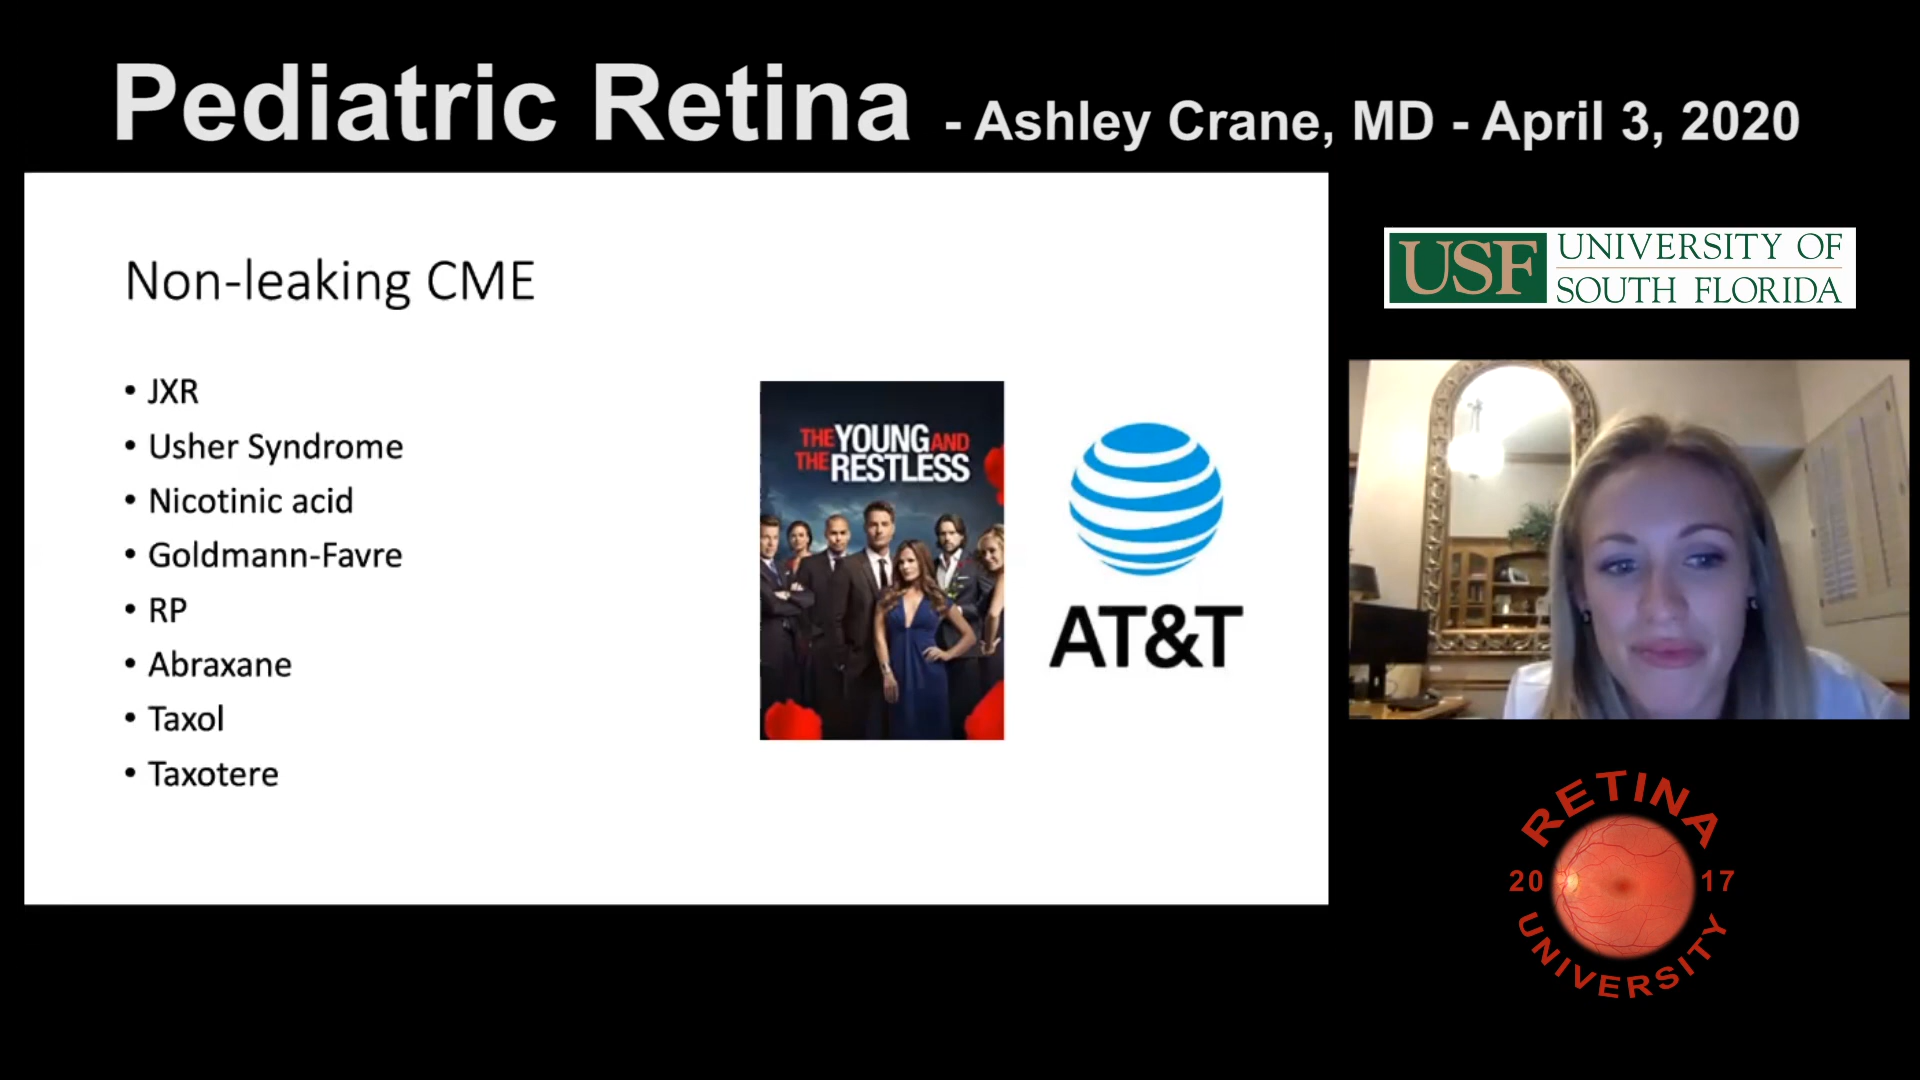 Pediatric Retina - Ashley Crane, MD - April 3, 2020
Non-leaking CME
• JXR
• Usher Syndrome
• Nicotinic acid
• Goldmann-Favre
• RP
• Abraxane
• Taxol
• Taxotere
THE YOUNG AND
THE RESTLESS
AT&T
USF UNIVERSITY OF
SOUTH FLORIDA
RETINA
20 17
UNIVERSITY